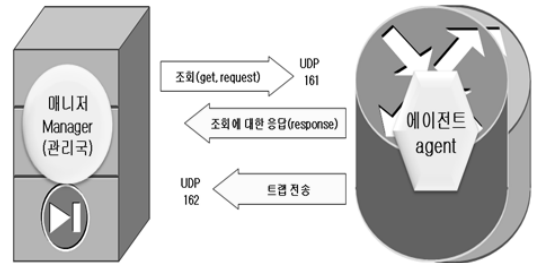 매니저
Manager
(관리국)
조회(get, request)
UDP
161
조회에 대한 응답(response)
UDP
162
트랩 전송
에이전트
agent